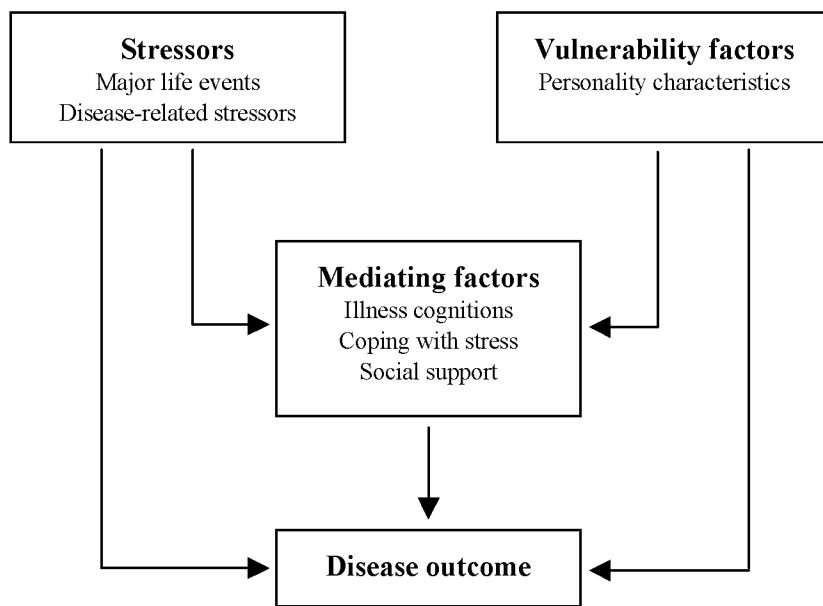 Stressors
Major life events
Disease-related stressors
Vulnerability factors
Personality characteristics
Mediating factors
Illness cognitions
Coping with stress
Social support
Disease outcome